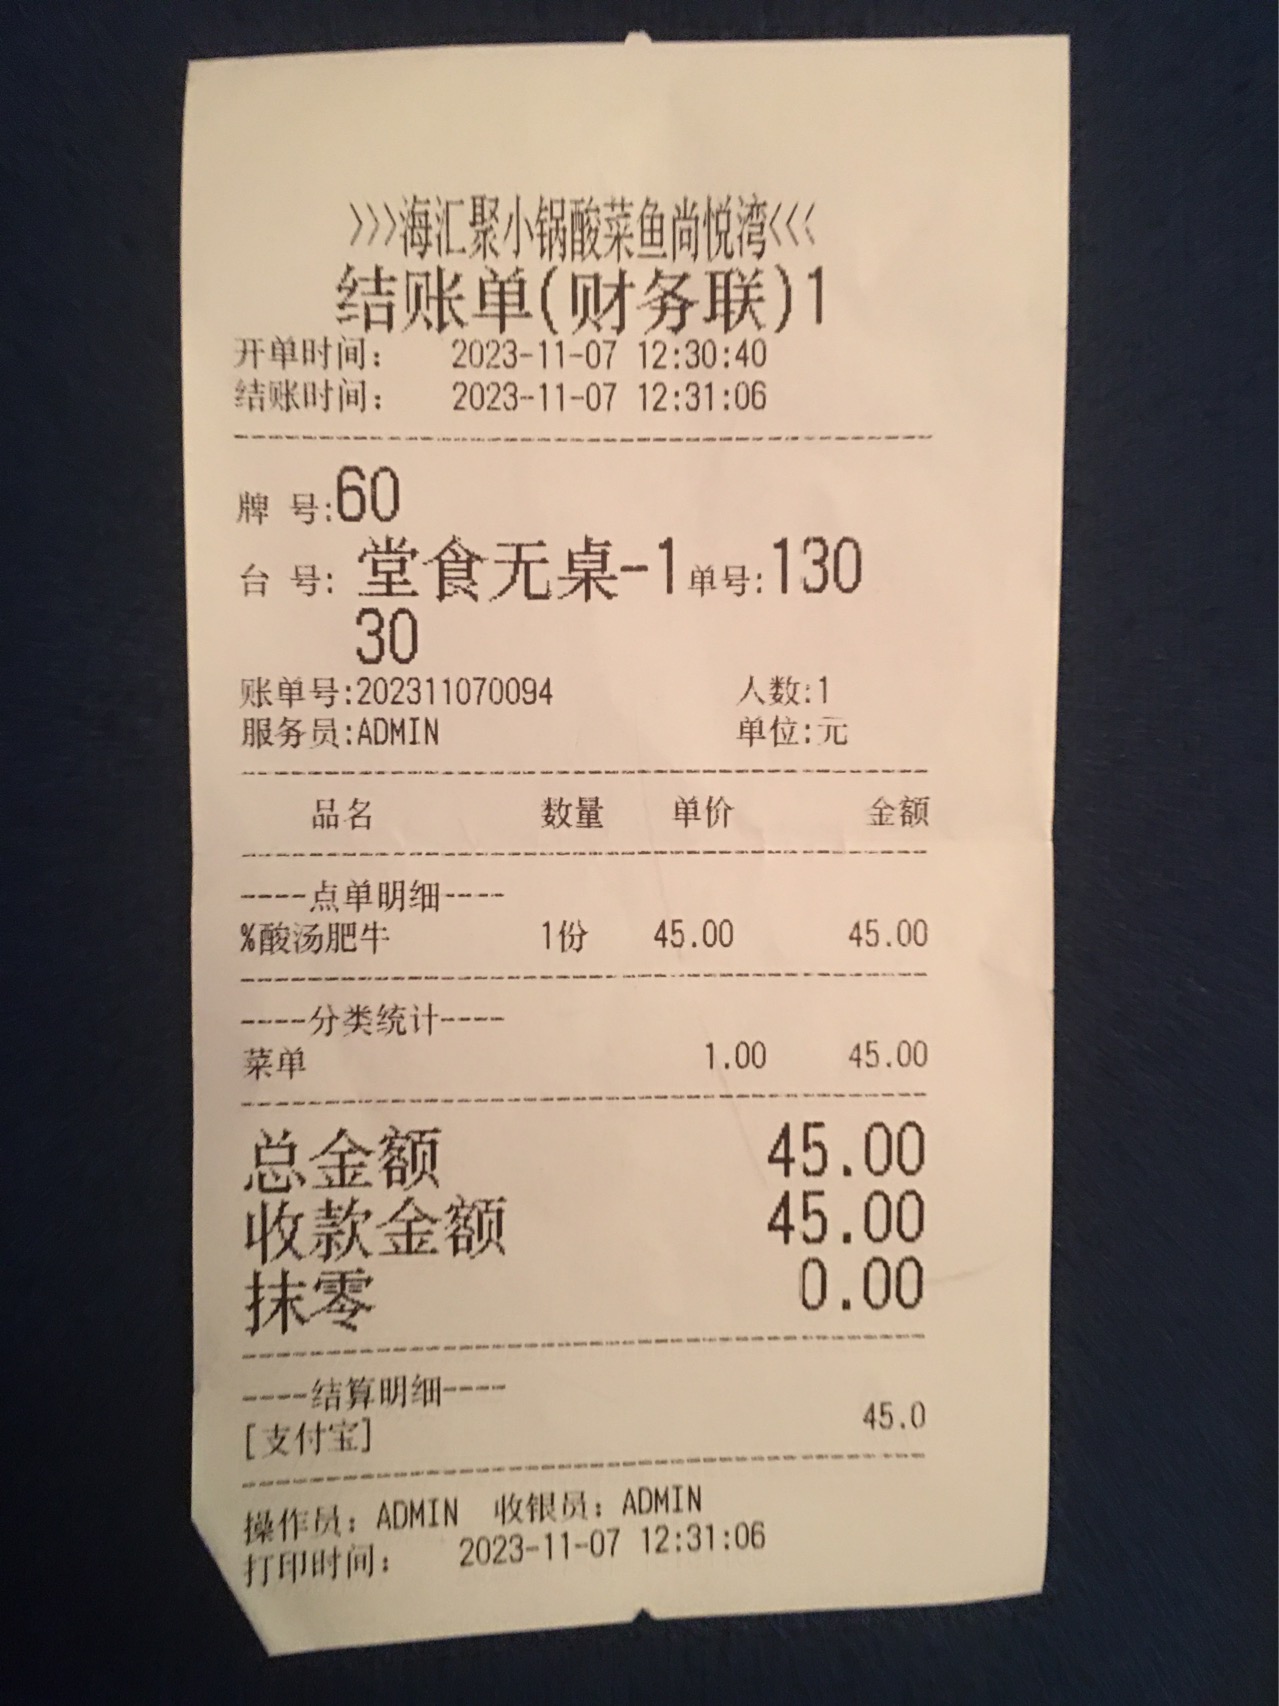 >>>海汇聚小锅酸菜鱼尚悦湾<<<
结账单(财务联)1
开单时间： 2023-11-07 12:30:40
结账时间： 2023-11-07 12:31:06
牌 号:60
台 号: 堂食无桌-1 单号:130
30
账单号:202311070094 人数:1
服务员:ADMIN 单位:元
品名 数量 单价 金额
----点单明细----
%酸汤肥牛 1份 45.00 45.00
----分类统计----
菜单 1.00 45.00
总金额 45.00
收款金额 45.00
抹零 0.00
----结算明细----
[支付宝] 45.0
操作员：ADMIN 收银员：ADMIN
打印时间： 2023-11-07 12:31:06